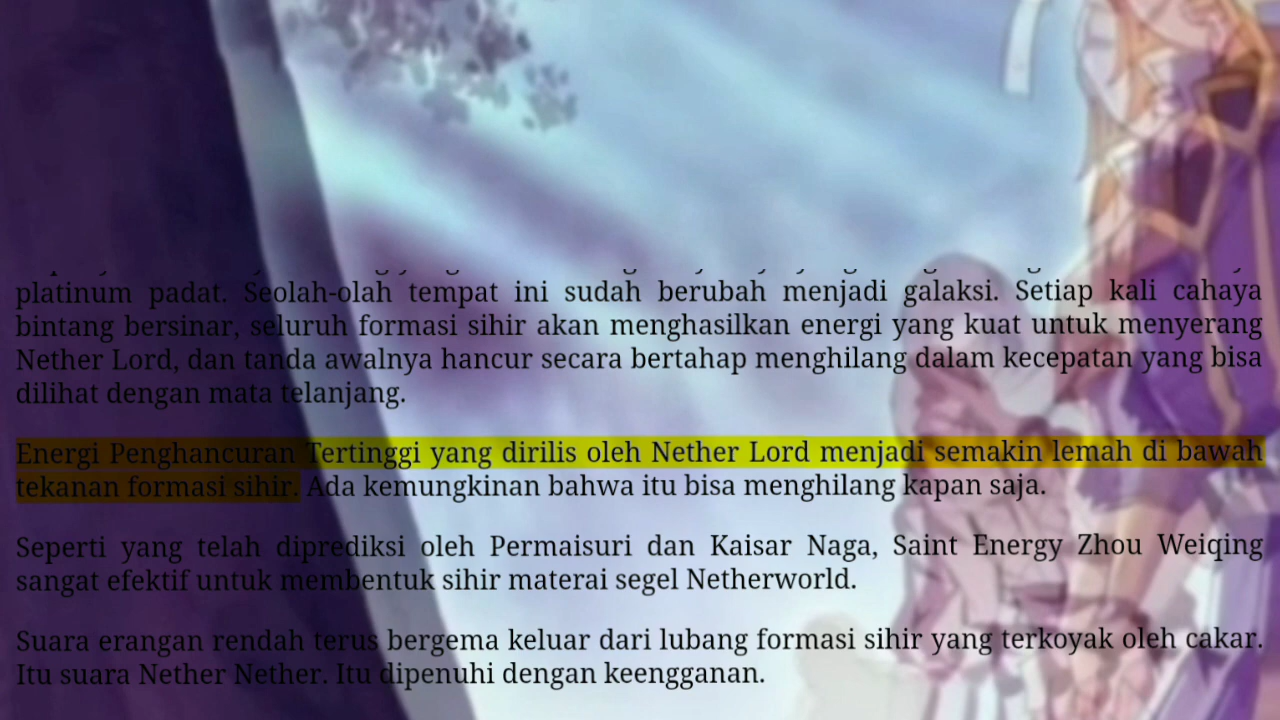 platinum padat. Seolah-olah tempat ini sudah berubah menjadi galaksi. Setiap kali cahaya
bintang bersinar, seluruh formasi sihir akan menghasilkan energi yang kuat untuk menyerang
Nether Lord, dan tanda awalnya hancur secara bertahap menghilang dalam kecepatan yang bisa
dilihat dengan mata telanjang.
Energi Penghancuran Tertinggi yang dirilis oleh Nether Lord menjadi semakin lemah di bawah
tekanan formasi sihir. Ada kemungkinan bahwa itu bisa menghilang kapan saja.
Seperti yang telah diprediksi oleh Permaisuri dan Kaisar Naga, Saint Energy Zhou Weiqing
sangat efektif untuk membentuk sihir materai segel Netherworld.
Suara erangan rendah terus bergema keluar dari lubang formasi sihir yang terkoyak oleh cakar.
Itu suara Nether Nether. Itu dipenuhi dengan keengganan.